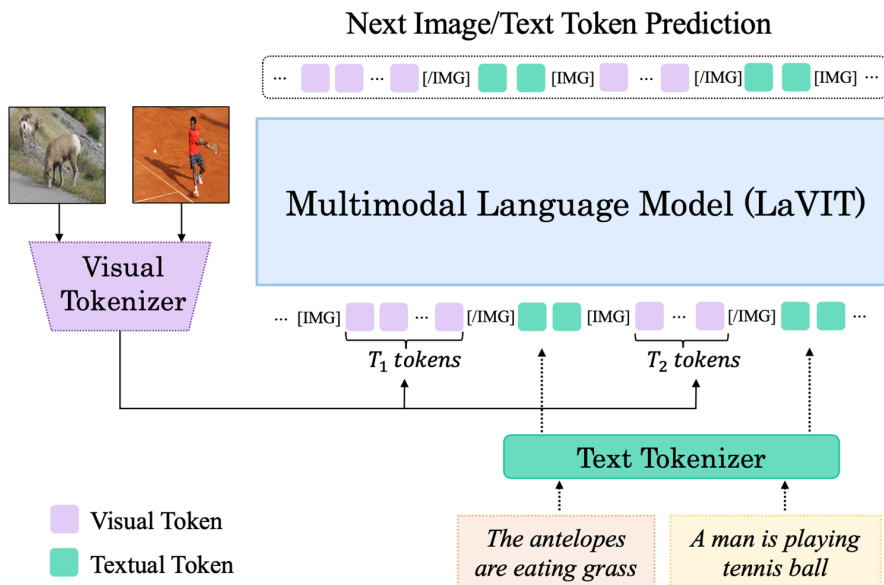 Next Image/Text Token Prediction
... ... [/IMG] [IMG] ... [/IMG] [IMG] ...
Multimodal Language Model (LaVIT)
Visual
Tokenizer
... [IMG] ... [/IMG] [IMG] ... [/IMG] ...
T₁ tokens
T₂ tokens
Text Tokenizer
Visual Token
Textual Token
The antelopes
are eating grass
A man is playing
tennis ball